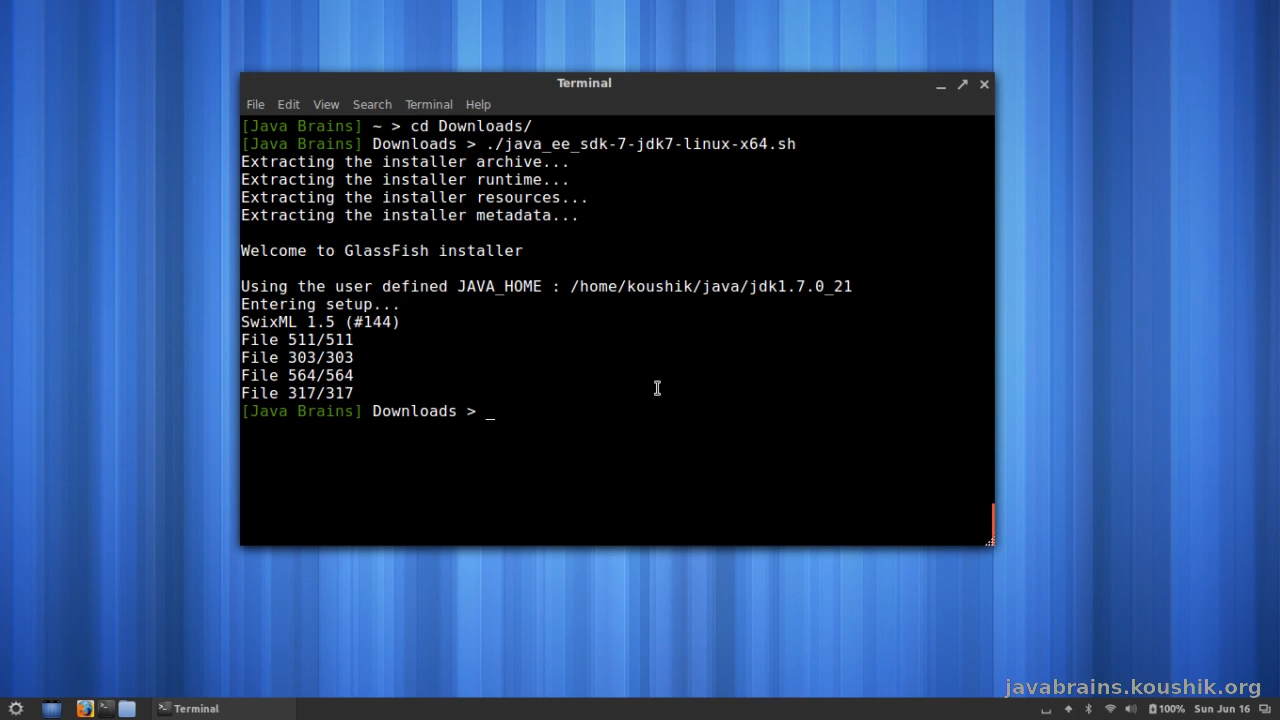 Terminal
File Edit View Search Terminal Help
[Java Brains] ~ > cd Downloads/
[Java Brains] Downloads > ./java_ee_sdk-7-jdk7-linux-x64.sh
Extracting the installer archive...
Extracting the installer runtime...
Extracting the installer resources...
Extracting the installer metadata...
Welcome to GlassFish installer
Using the user defined JAVA_HOME : /home/koushik/java/jdk1.7.0_21
Entering setup...
SwixML 1.5 (#144)
File 511/511
File 303/303
File 564/564
File 317/317
[Java Brains] Downloads > _
javabrains.koushik.org
Terminal 100% Sun Jun 16